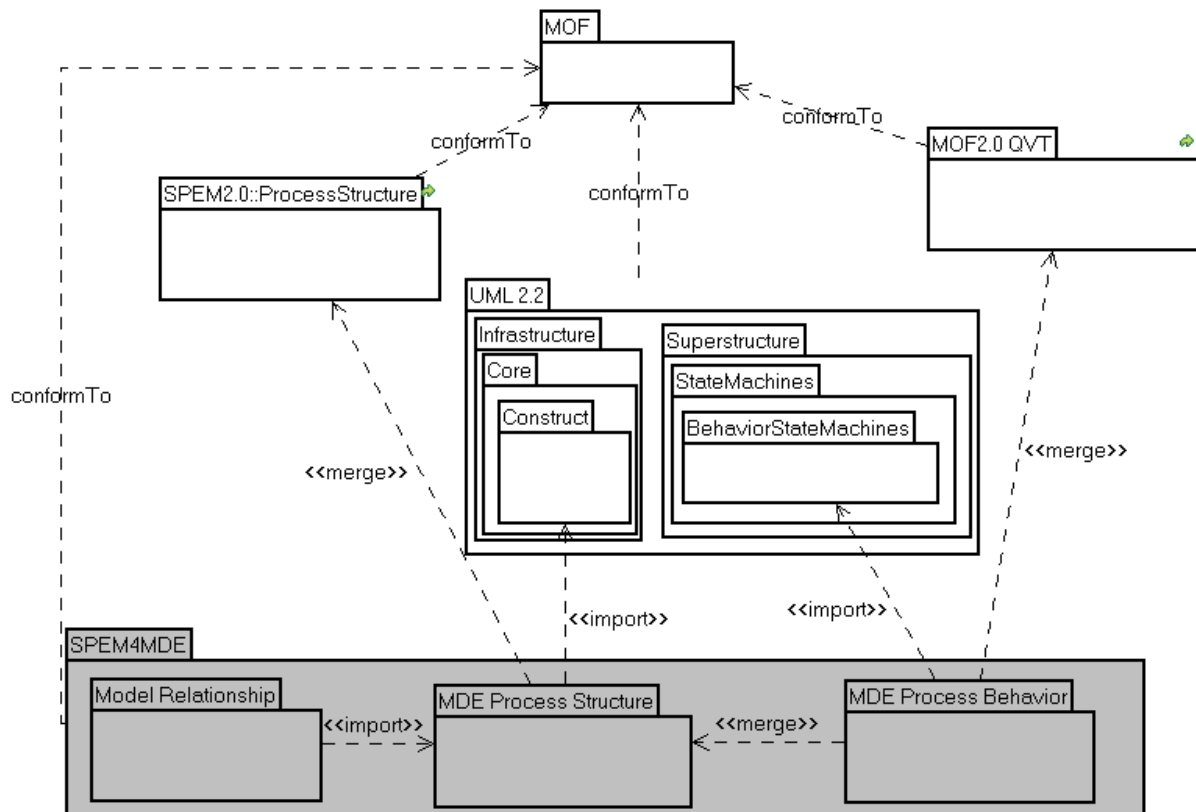 MOF
conformTo
conformTo
MOF2.0 QVT
SPEM2.0::ProcessStructure
conformTo
UML 2.2
Infrastructure
Superstructure
Core
StateMachines
conformTo
Construct
BehaviorStateMachines
<<merge>>
<<merge>>
<<import>>
<<import>>
SPEM4MDE
Model Relationship
MDE Process Structure
MDE Process Behavior
<<import>>
<<merge>>